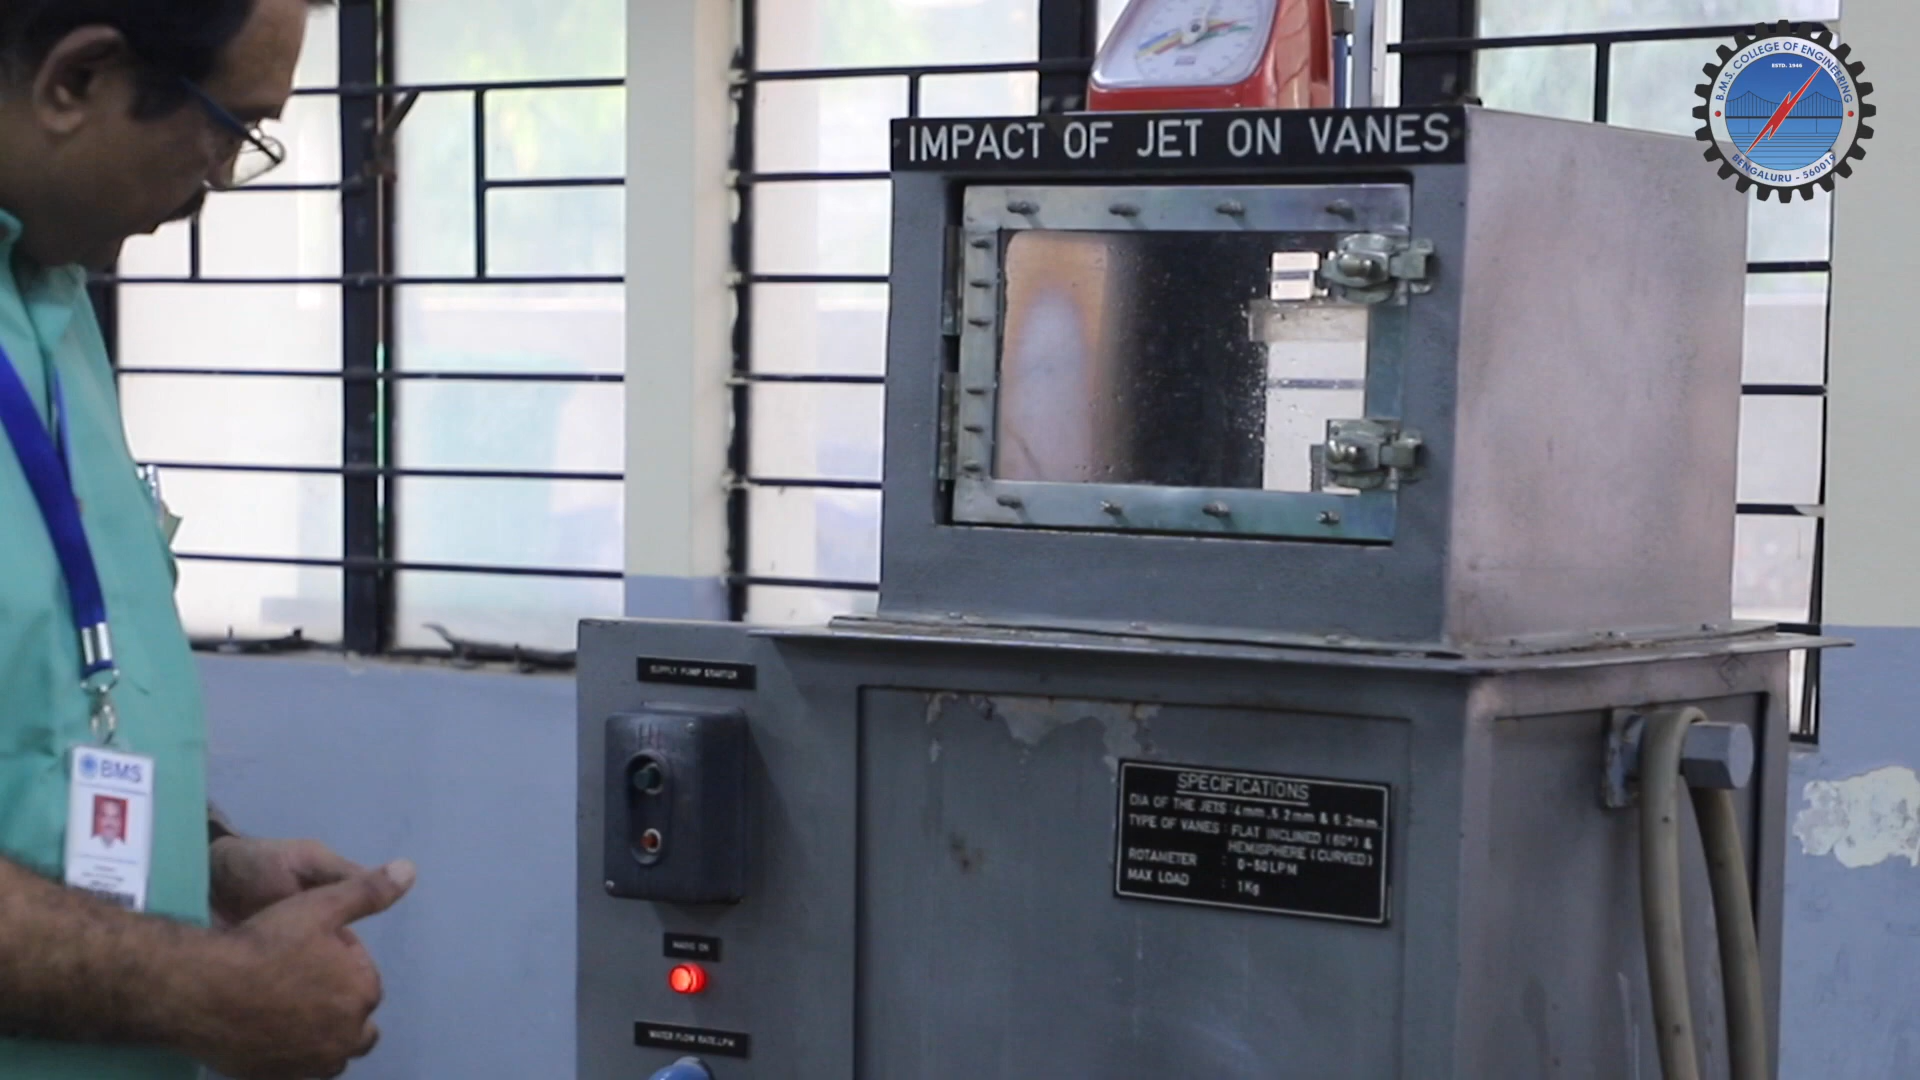 IMPACT OF JET ON VANES
B.M.S. COLLEGE OF ENGINEERING
ESTD. 1946
BENGALURU - 560019
SUPPLY PUMP STARTER
SPECIFICATIONS
DIA OF THE JETS : 4mm, 5.2mm & 6.2mm.
TYPE OF VANES : FLAT INCLINED (60°) &
HEMISPHERE (CURVED)
ROTAMETER : 0-50LPM
MAX LOAD : 1Kg
BMS
MAINS ON
WATER FLOW RATE, LPM